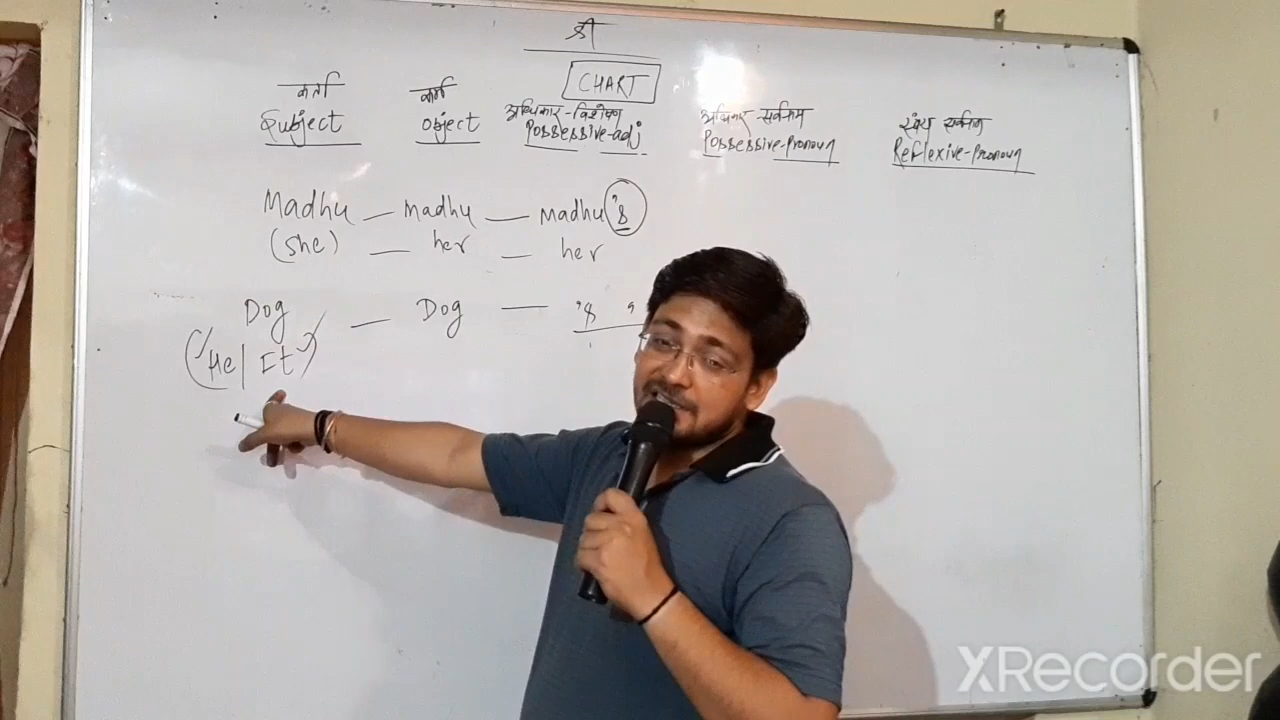 श्री
CHART
कर्ता कर्म अधिकार-विशेषण अधिकार-सर्वनाम स्वंय सर्वनाम
Subject Object Possessive-adj Possessive-Pronoun Reflexive-Pronoun
Madhu — Madhu — Madhu's
(she) — her — her
Dog — Dog — 's '
(He| It)
XRecorder